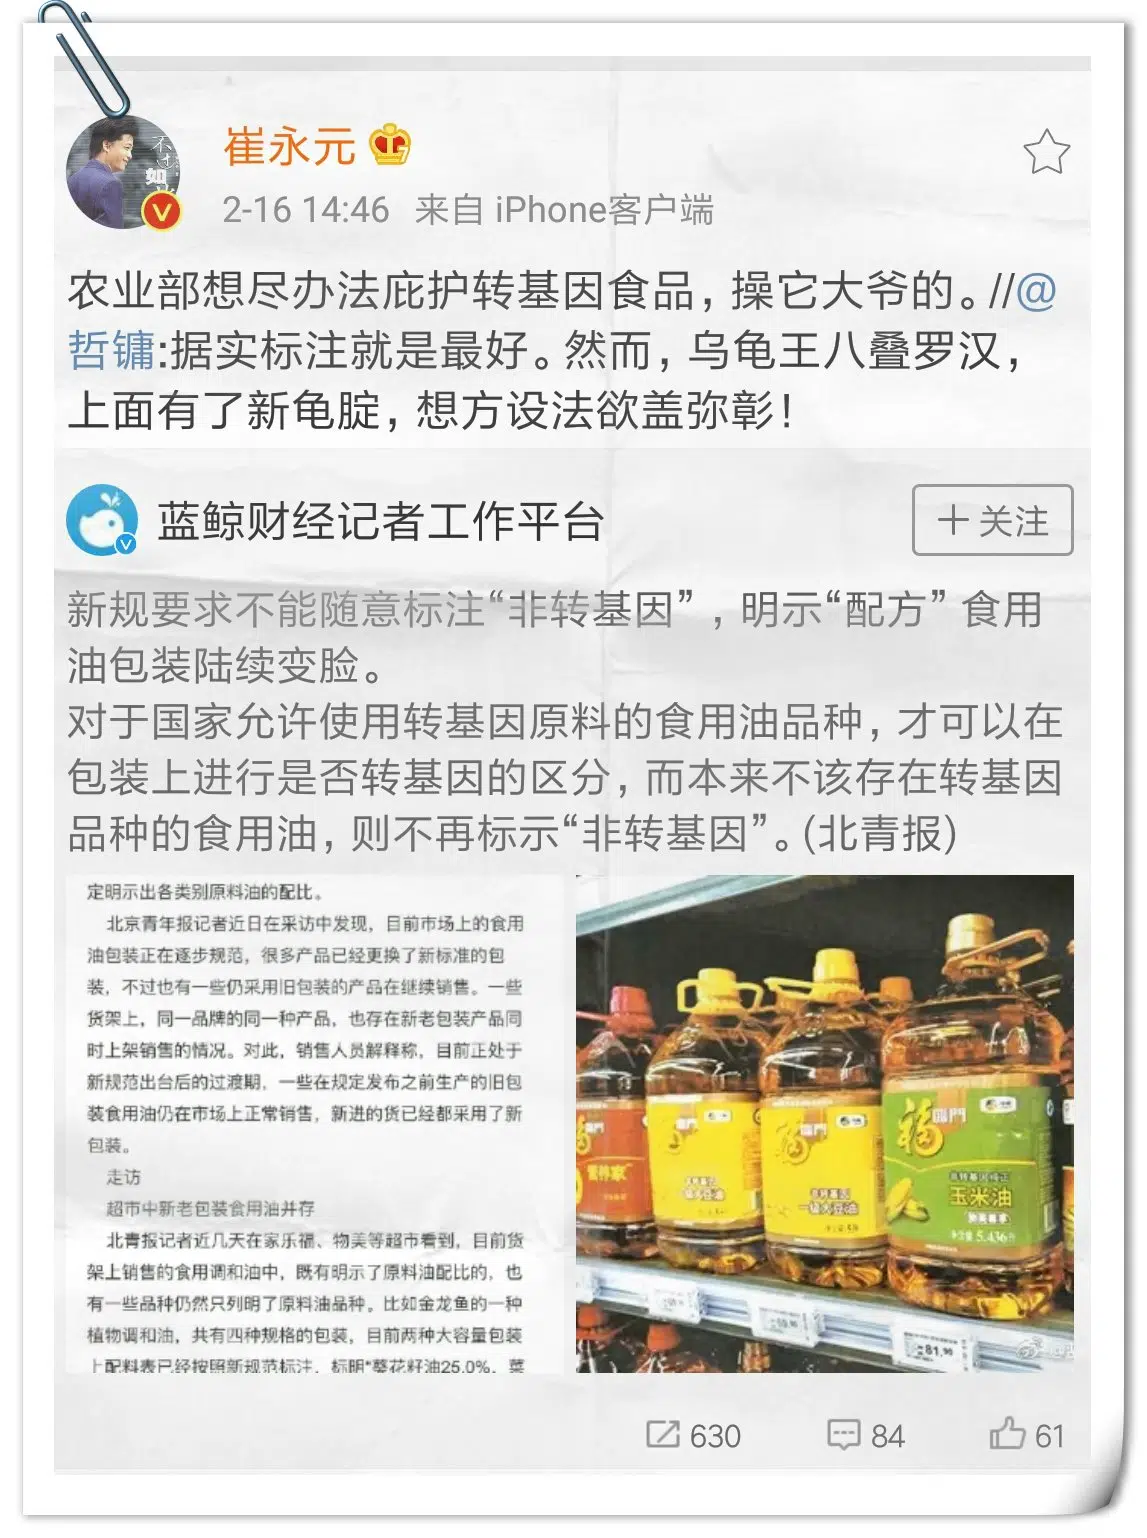 崔永元
2-16 14:46 来自 iPhone客户端
农业部想尽办法庇护转基因食品，操它大爷的。//@
哲镛:据实标注就是最好。然而，乌龟王八叠罗汉，
上面有了新龟腚，想方设法欲盖弥彰！
蓝鲸财经记者工作平台
＋关注
新规要求不能随意标注“非转基因”，明示“配方” 食用
油包装陆续变脸。
对于国家允许使用转基因原料的食用油品种，才可以在
包装上进行是否转基因的区分，而本来不该存在转基因
品种的食用油，则不再标示“非转基因”。(北青报)
定明示出各类别原料油的配比。
北京青年报记者近日在采访中发现，目前市场上的食用
油包装正在逐步规范，很多产品已经更换了新标准的包
装，不过也有一些仍采用旧包装的产品在继续销售。一些
货架上，同一品牌的同一种产品，也存在新老包装产品同
时上架销售的情况。对此，销售人员解释称，目前正处于
新规范出台后的过渡期，一些在规定发布之前生产的旧包
装食用油仍在市场上正常销售，新进的货已经都采用了新
包装。
走访
超市中新老包装食用油并存
北青报记者近几天在家乐福、物美等超市看到，目前货
架上销售的食用调和油中，既有明示了原料油配比的，也
有一些品种仍然只列明了原料油品种。比如金龙鱼的一种
植物调和油，共有四种规格的包装，目前两种大容量包装
上配料表已经按照新规范标注，标明“葵花籽油25.0%，菜
不过
如
福临門
营养家
非转基因
一级大豆油
福临門
玉米油
5.436升
81.90
630
84
61